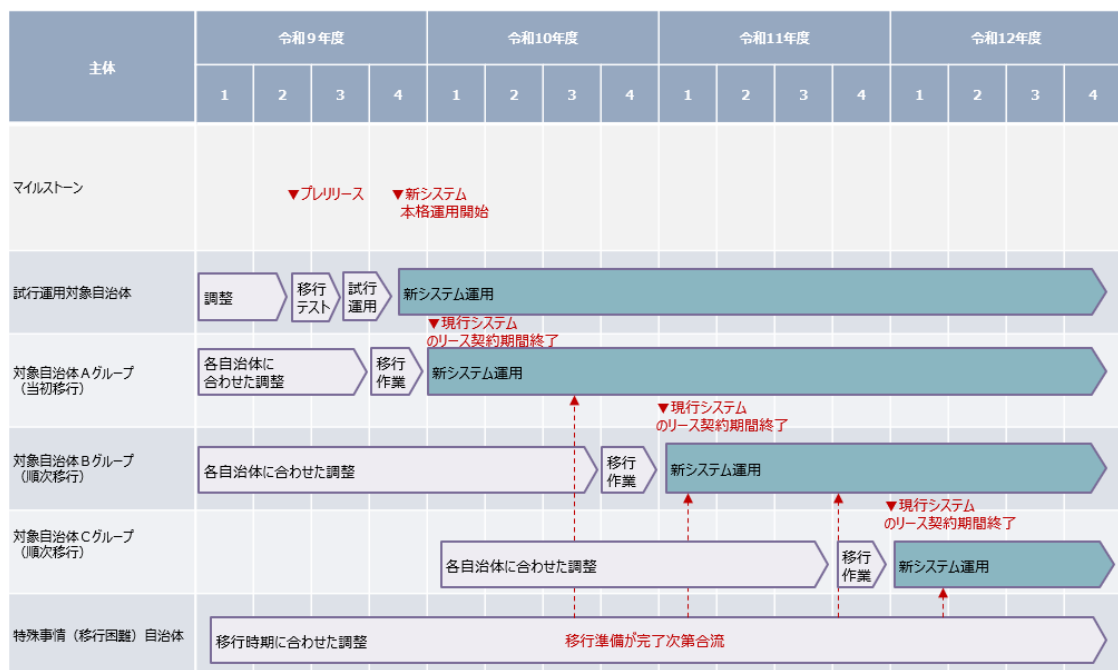 主体
令和9年度
令和10年度
令和11年度
令和12年度
1 2 3 4 1 2 3 4 1 2 3 4 1 2 3 4
マイルストーン
▼プレリリース
▼新システム
本格運用開始
試行運用対象自治体
調整
移行
テスト
試行
運用
新システム運用
▼現行システム
のリース契約期間終了
対象自治体Aグループ
（当初移行）
各自治体に
合わせた調整
移行
作業
新システム運用
▼現行システム
のリース契約期間終了
対象自治体Bグループ
（順次移行）
各自治体に合わせた調整
移行
作業
新システム運用
▼現行システム
のリース契約期間終了
対象自治体Cグループ
（順次移行）
各自治体に合わせた調整
移行
作業
新システム運用
特殊事情（移行困難）自治体
移行時期に合わせた調整
移行準備が完了次第合流